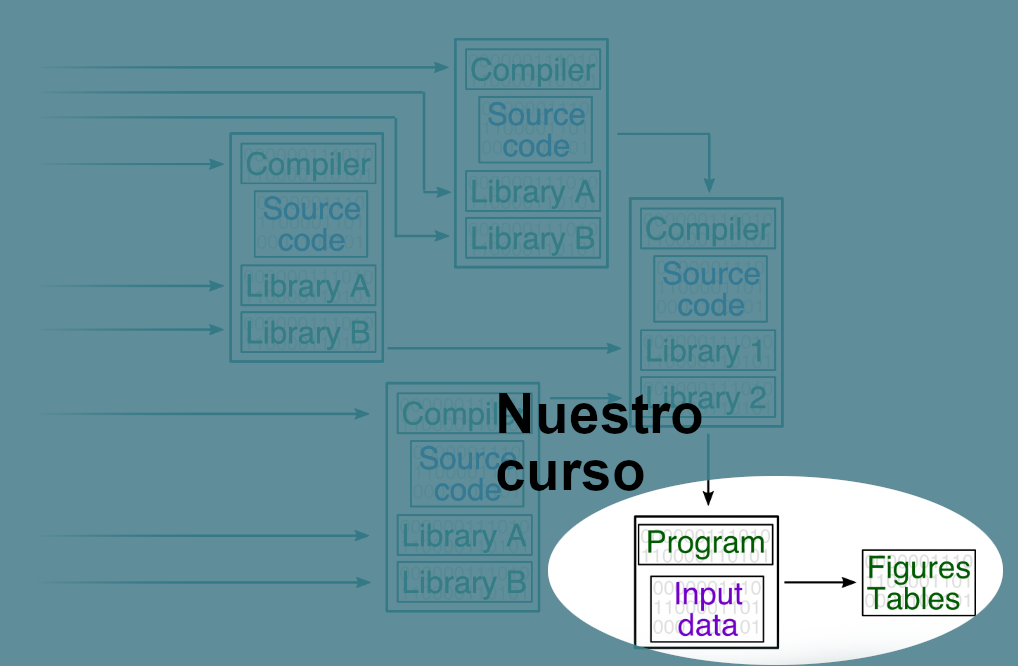 Compiler
Source
code
Library A
Library B
Compiler
Source
code
Library A
Library B
Compiler
Source
code
Library 1
Library 2
Compiler
Source
code
Library A
Library B
Nuestro
curso
Program
Input
data
Figures
Tables